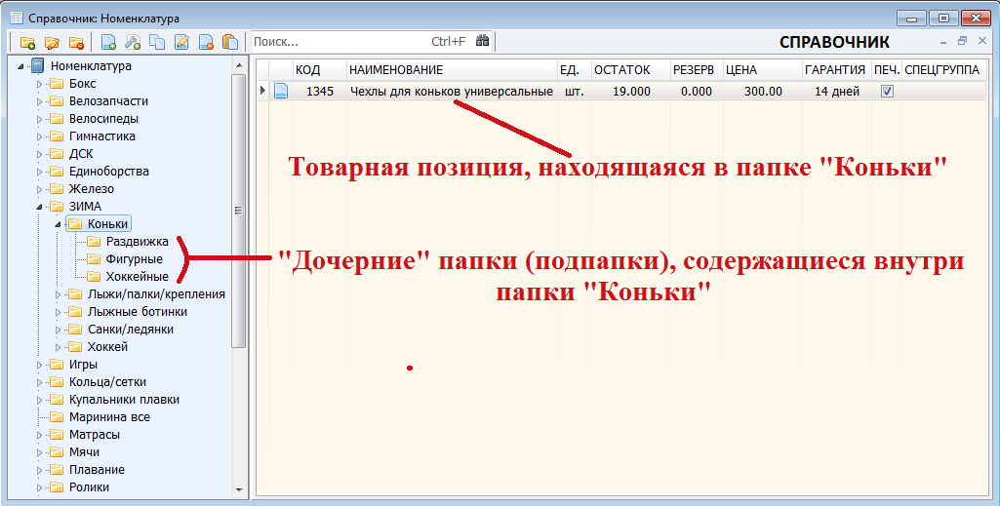 Справочник: Номенклатура
Поиск... Ctrl+F СПРАВОЧНИК
Номенклатура
Бокс
Велозапчасти
Велосипеды
Гимнастика
ДСК
Единоборства
Железо
ЗИМА
Коньки
Раздвижка
Фигурные
Хоккейные
Лыжи/палки/крепления
Лыжные ботинки
Санки/ледянки
Хоккей
Игры
Кольца/сетки
Купальники плавки
Маринина все
Матрасы
Мячи
Плавание
Ролики
КОД НАИМЕНОВАНИЕ ЕД. ОСТАТОК РЕЗЕРВ ЦЕНА ГАРАНТИЯ ПЕЧ. СПЕЦГРУППА
1345 Чехлы для коньков универсальные шт. 19.000 0.000 300.00 14 дней
Товарная позиция, находящаяся в папке "Коньки"
"Дочерние" папки (подпапки), содержащиеся внутри
папки "Коньки"